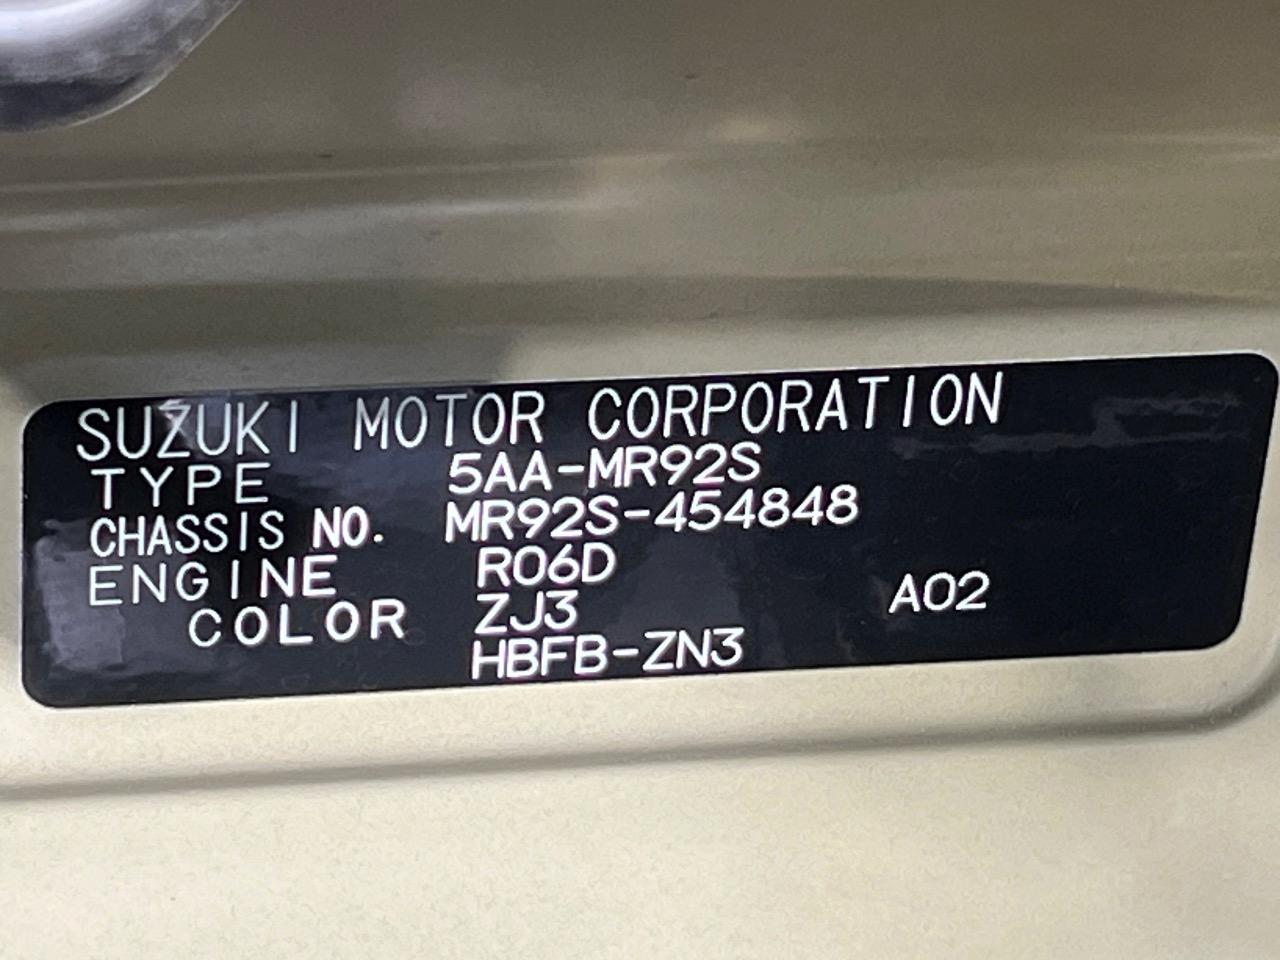 SUZUKI MOTOR CORPORATION
TYPE 5AA-MR92S
CHASSIS NO. MR92S-454848
ENGINE R06D
COLOR ZJ3 A02
HBFB-ZN3